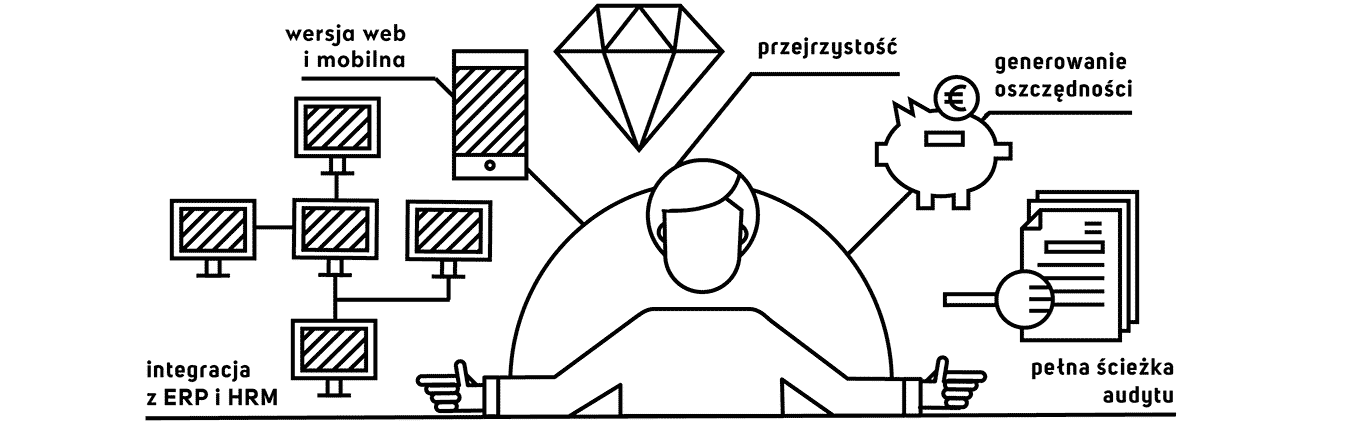 wersja web
i mobilna
przejrzystość
generowanie
oszczędności
€
integracja
z ERP i HRM
pełna ścieżka
audytu